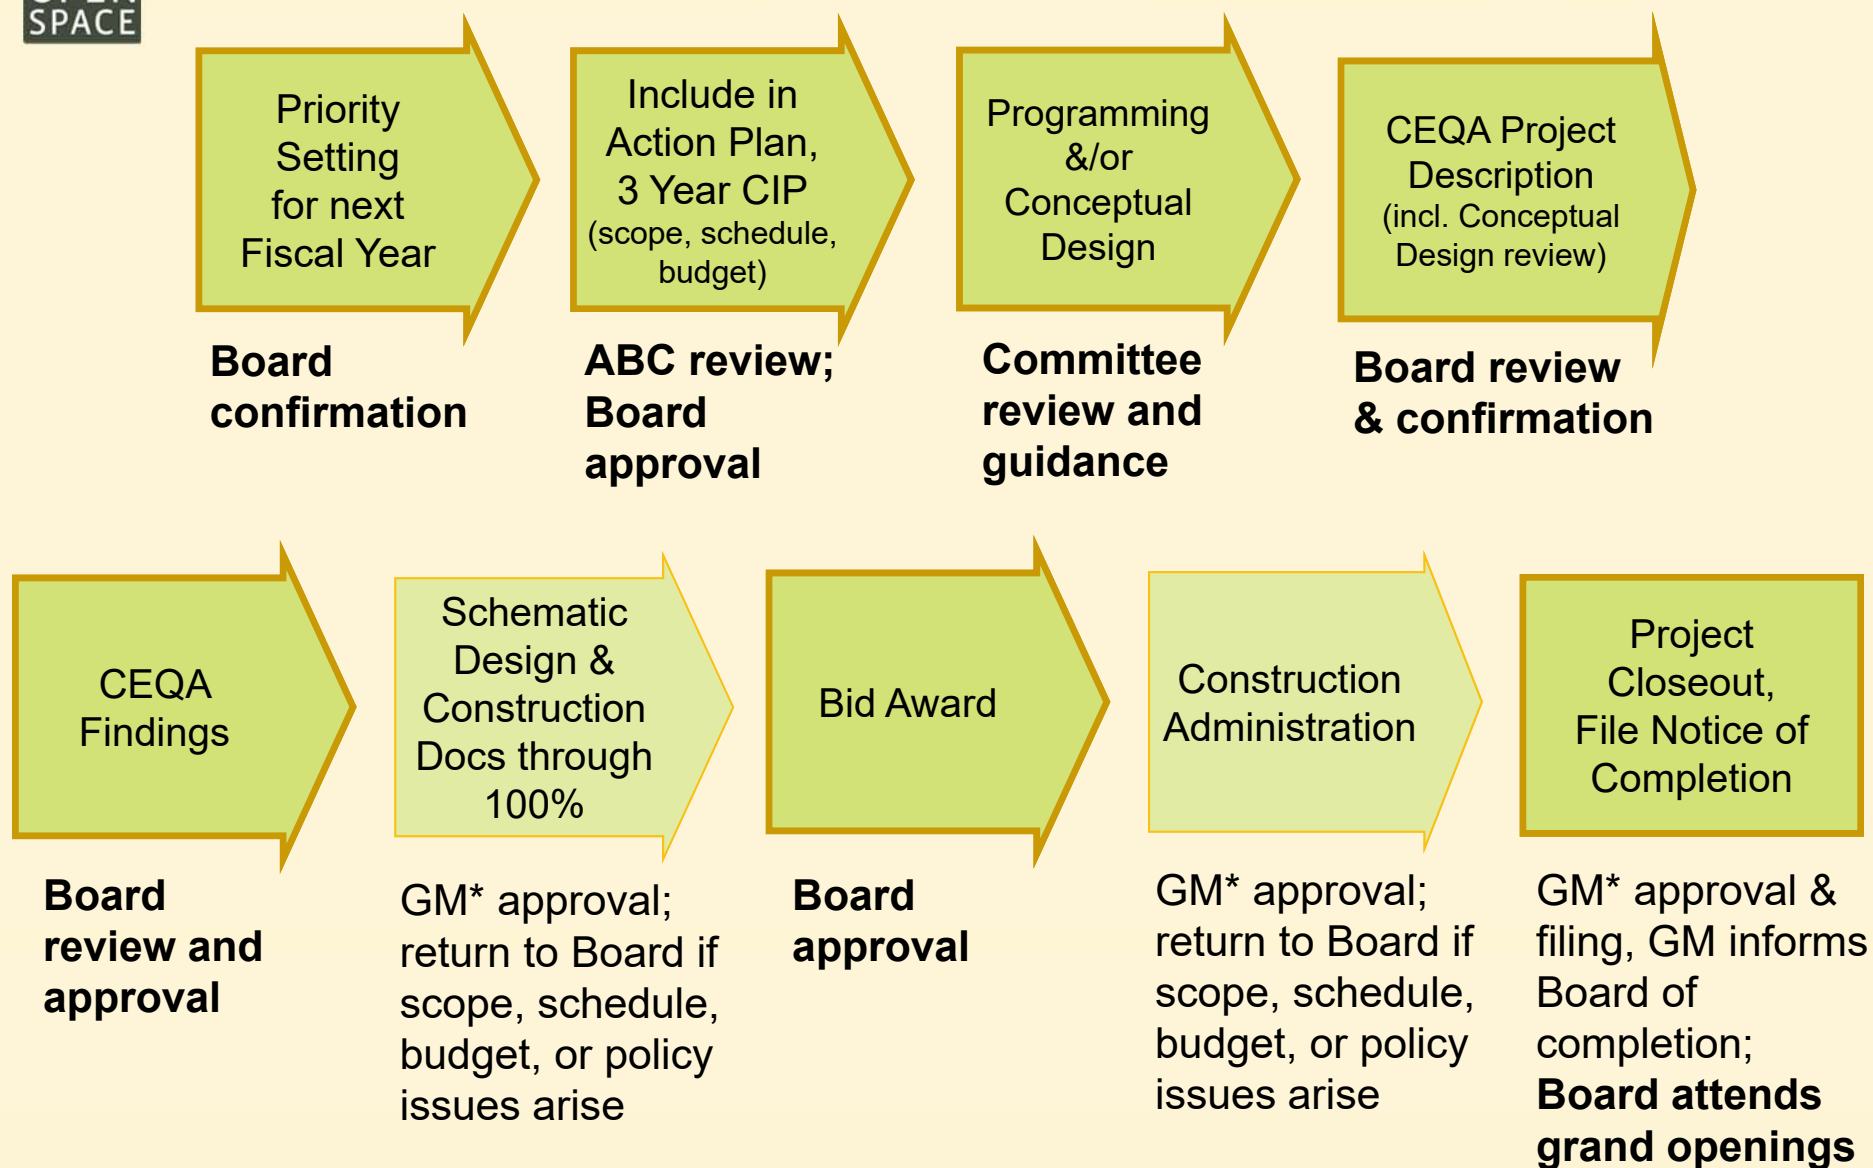 SPACE
Priority
Setting
for next
Fiscal Year
Board
confirmation
Include in
Action Plan,
3 Year CIP
(scope, schedule,
budget)
ABC review;
Board
approval
Programming
&/or
Conceptual
Design
Committee
review and
guidance
CEQA Project
Description
(incl. Conceptual
Design review)
Board review
& confirmation
CEQA
Findings
Board
review and
approval
Schematic
Design &
Construction
Docs through
100%
GM* approval;
return to Board if
scope, schedule,
budget, or policy
issues arise
Bid Award
Board
approval
Construction
Administration
GM* approval;
return to Board if
scope, schedule,
budget, or policy
issues arise
Project
Closeout,
File Notice of
Completion
GM* approval &
filing, GM informs
Board of
completion;
Board attends
grand openings